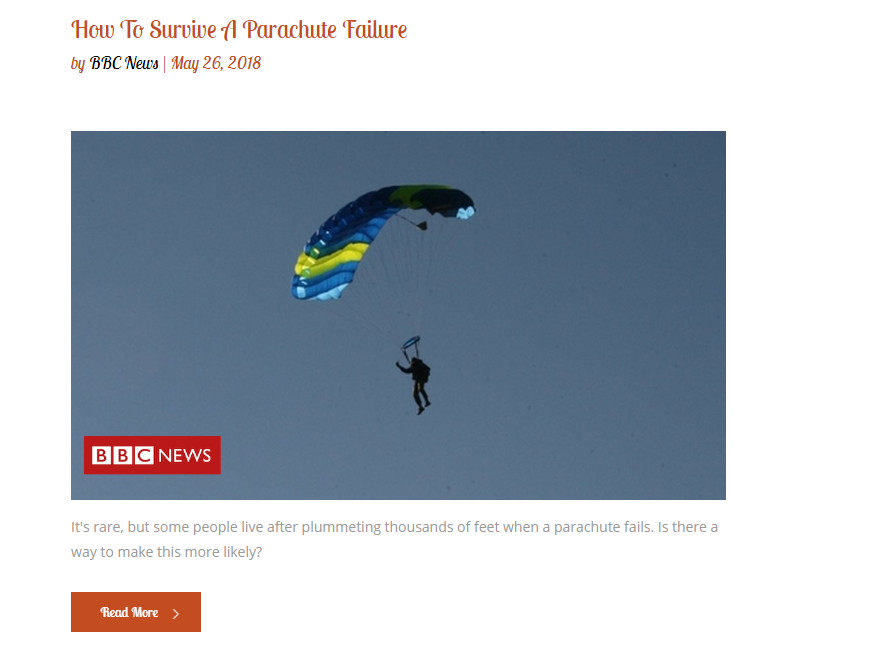 How To Survive A Parachute Failure
by BBC News | May 26, 2018
BBC NEWS
It's rare, but some people live after plummeting thousands of feet when a parachute fails. Is there a
way to make this more likely?
Read More